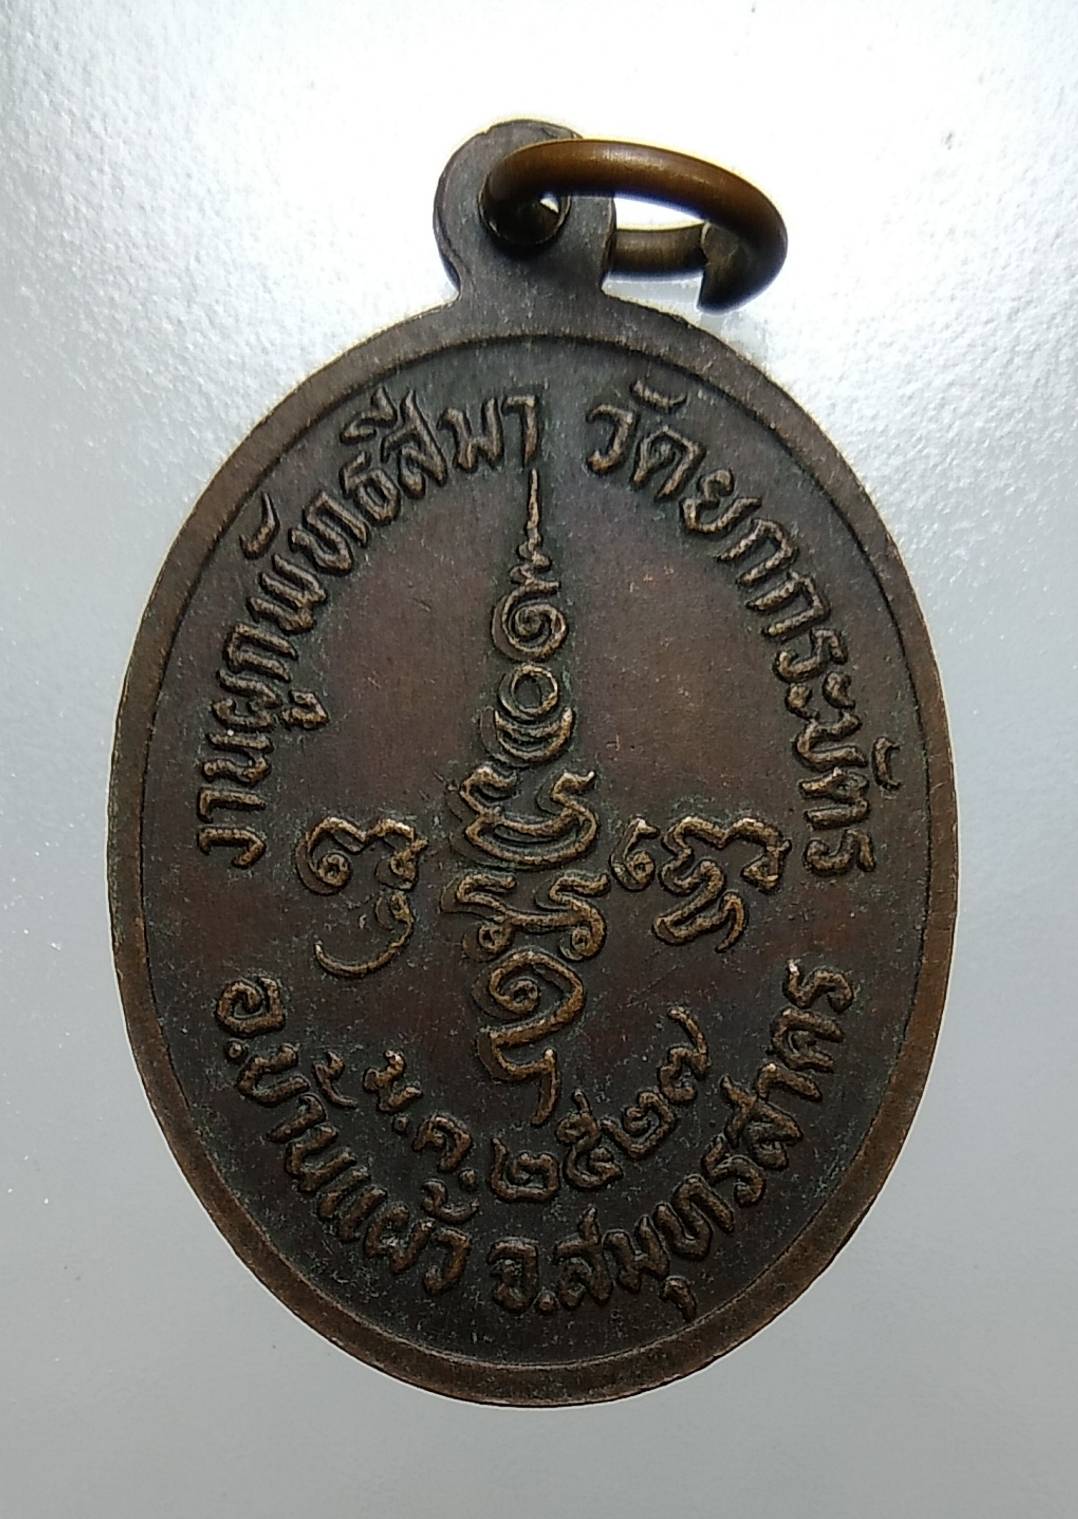 งานผูกพัทธสีมา วัดยกกระบัตร
ม.ค. ๒๕๒๗
อ.บ้านแพ้ว จ.สมุทรสาคร